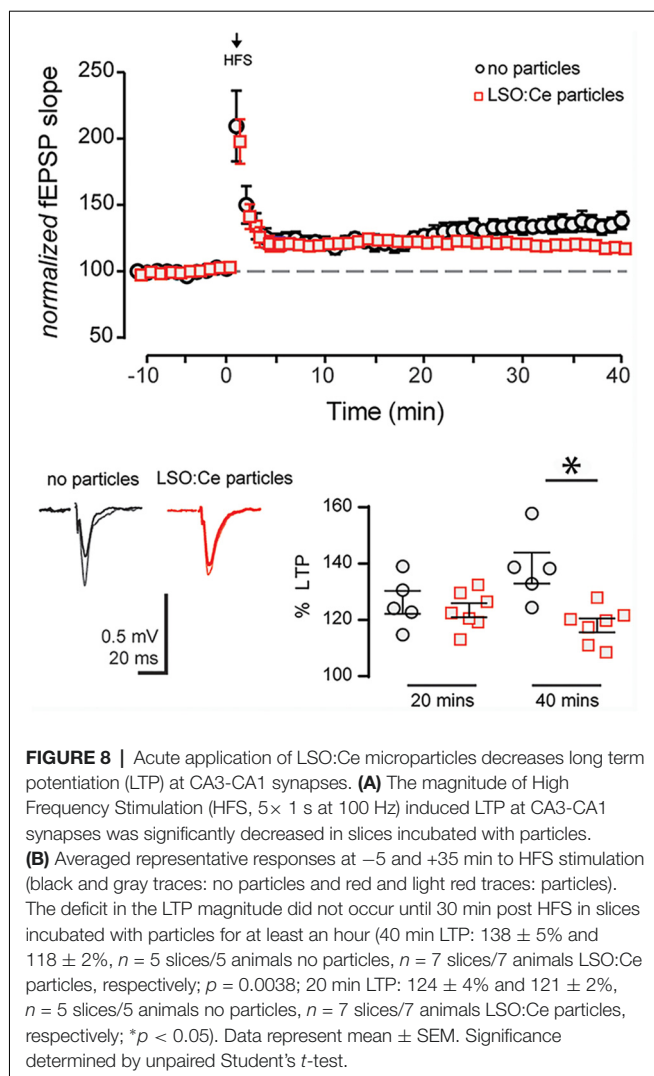 HFS
no particles
LSO:Ce particles
normalized fEPSP slope
250
200
150
100
50
-10
0
10
20
30
40
Time (min)
no particles
LSO:Ce particles
0.5 mV
20 ms
% LTP
160
140
120
100
*
20 mins
40 mins
FIGURE 8 | Acute application of LSO:Ce microparticles decreases long term
potentiation (LTP) at CA3-CA1 synapses. (A) The magnitude of High
Frequency Stimulation (HFS, 5× 1 s at 100 Hz) induced LTP at CA3-CA1
synapses was significantly decreased in slices incubated with particles.
(B) Averaged representative responses at −5 and +35 min to HFS stimulation
(black and gray traces: no particles and red and light red traces: particles).
The deficit in the LTP magnitude did not occur until 30 min post HFS in slices
incubated with particles for at least an hour (40 min LTP: 138 ± 5% and
118 ± 2%, n = 5 slices/5 animals no particles, n = 7 slices/7 animals LSO:Ce
particles, respectively; p = 0.0038; 20 min LTP: 124 ± 4% and 121 ± 2%,
n = 5 slices/5 animals no particles, n = 7 slices/7 animals LSO:Ce particles,
respectively; *p < 0.05). Data represent mean ± SEM. Significance
determined by unpaired Student's t-test.